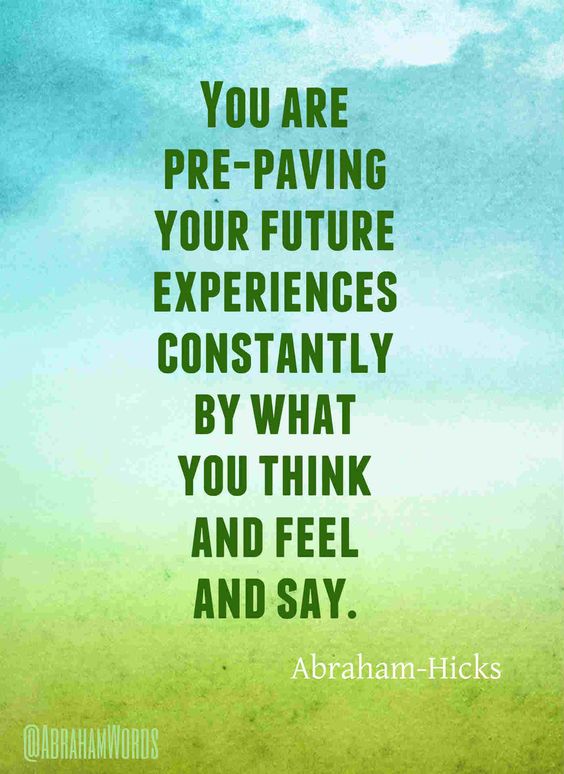 You are
pre-paving
your future
experiences
constantly
by what
you think
and feel
and say.
Abraham-Hicks
@AbrahamWords